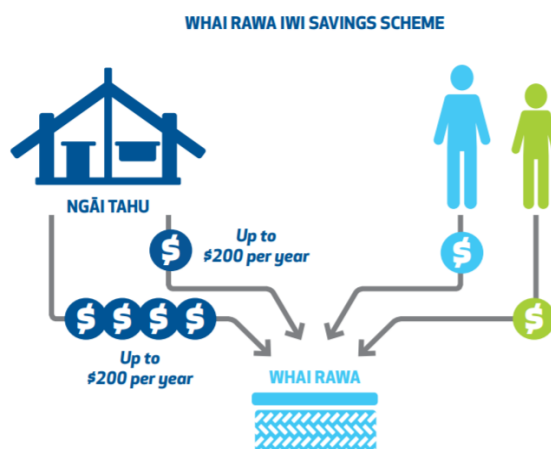 WHAI RAWA IWI SAVINGS SCHEME
NGĀI TAHU
$
Up to
$200 per year
$
$ $ $ $
$
Up to
$200 per year
WHAI RAWA